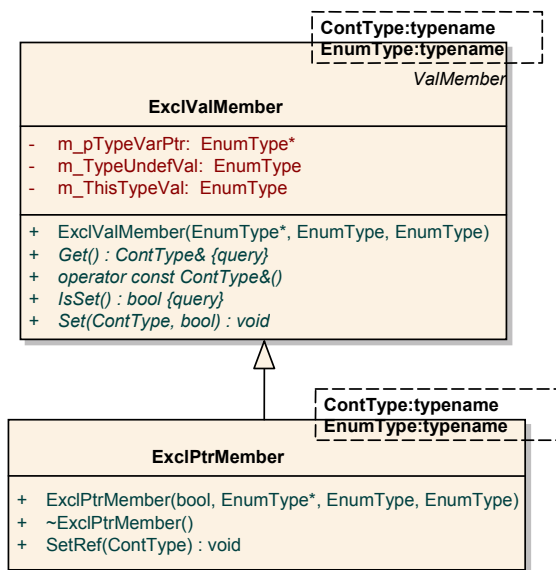 ContType:typename
EnumType:typename
ValMember
ExclValMember
- m_pTypeVarPtr: EnumType*
- m_TypeUndefVal: EnumType
- m_ThisTypeVal: EnumType
+ ExclValMember(EnumType*, EnumType, EnumType)
+ Get() : ContType& {query}
+ operator const ContType&()
+ IsSet() : bool {query}
+ Set(ContType, bool) : void
ContType:typename
EnumType:typename
ExclPtrMember
+ ExclPtrMember(bool, EnumType*, EnumType, EnumType)
+ ~ExclPtrMember()
+ SetRef(ContType) : void